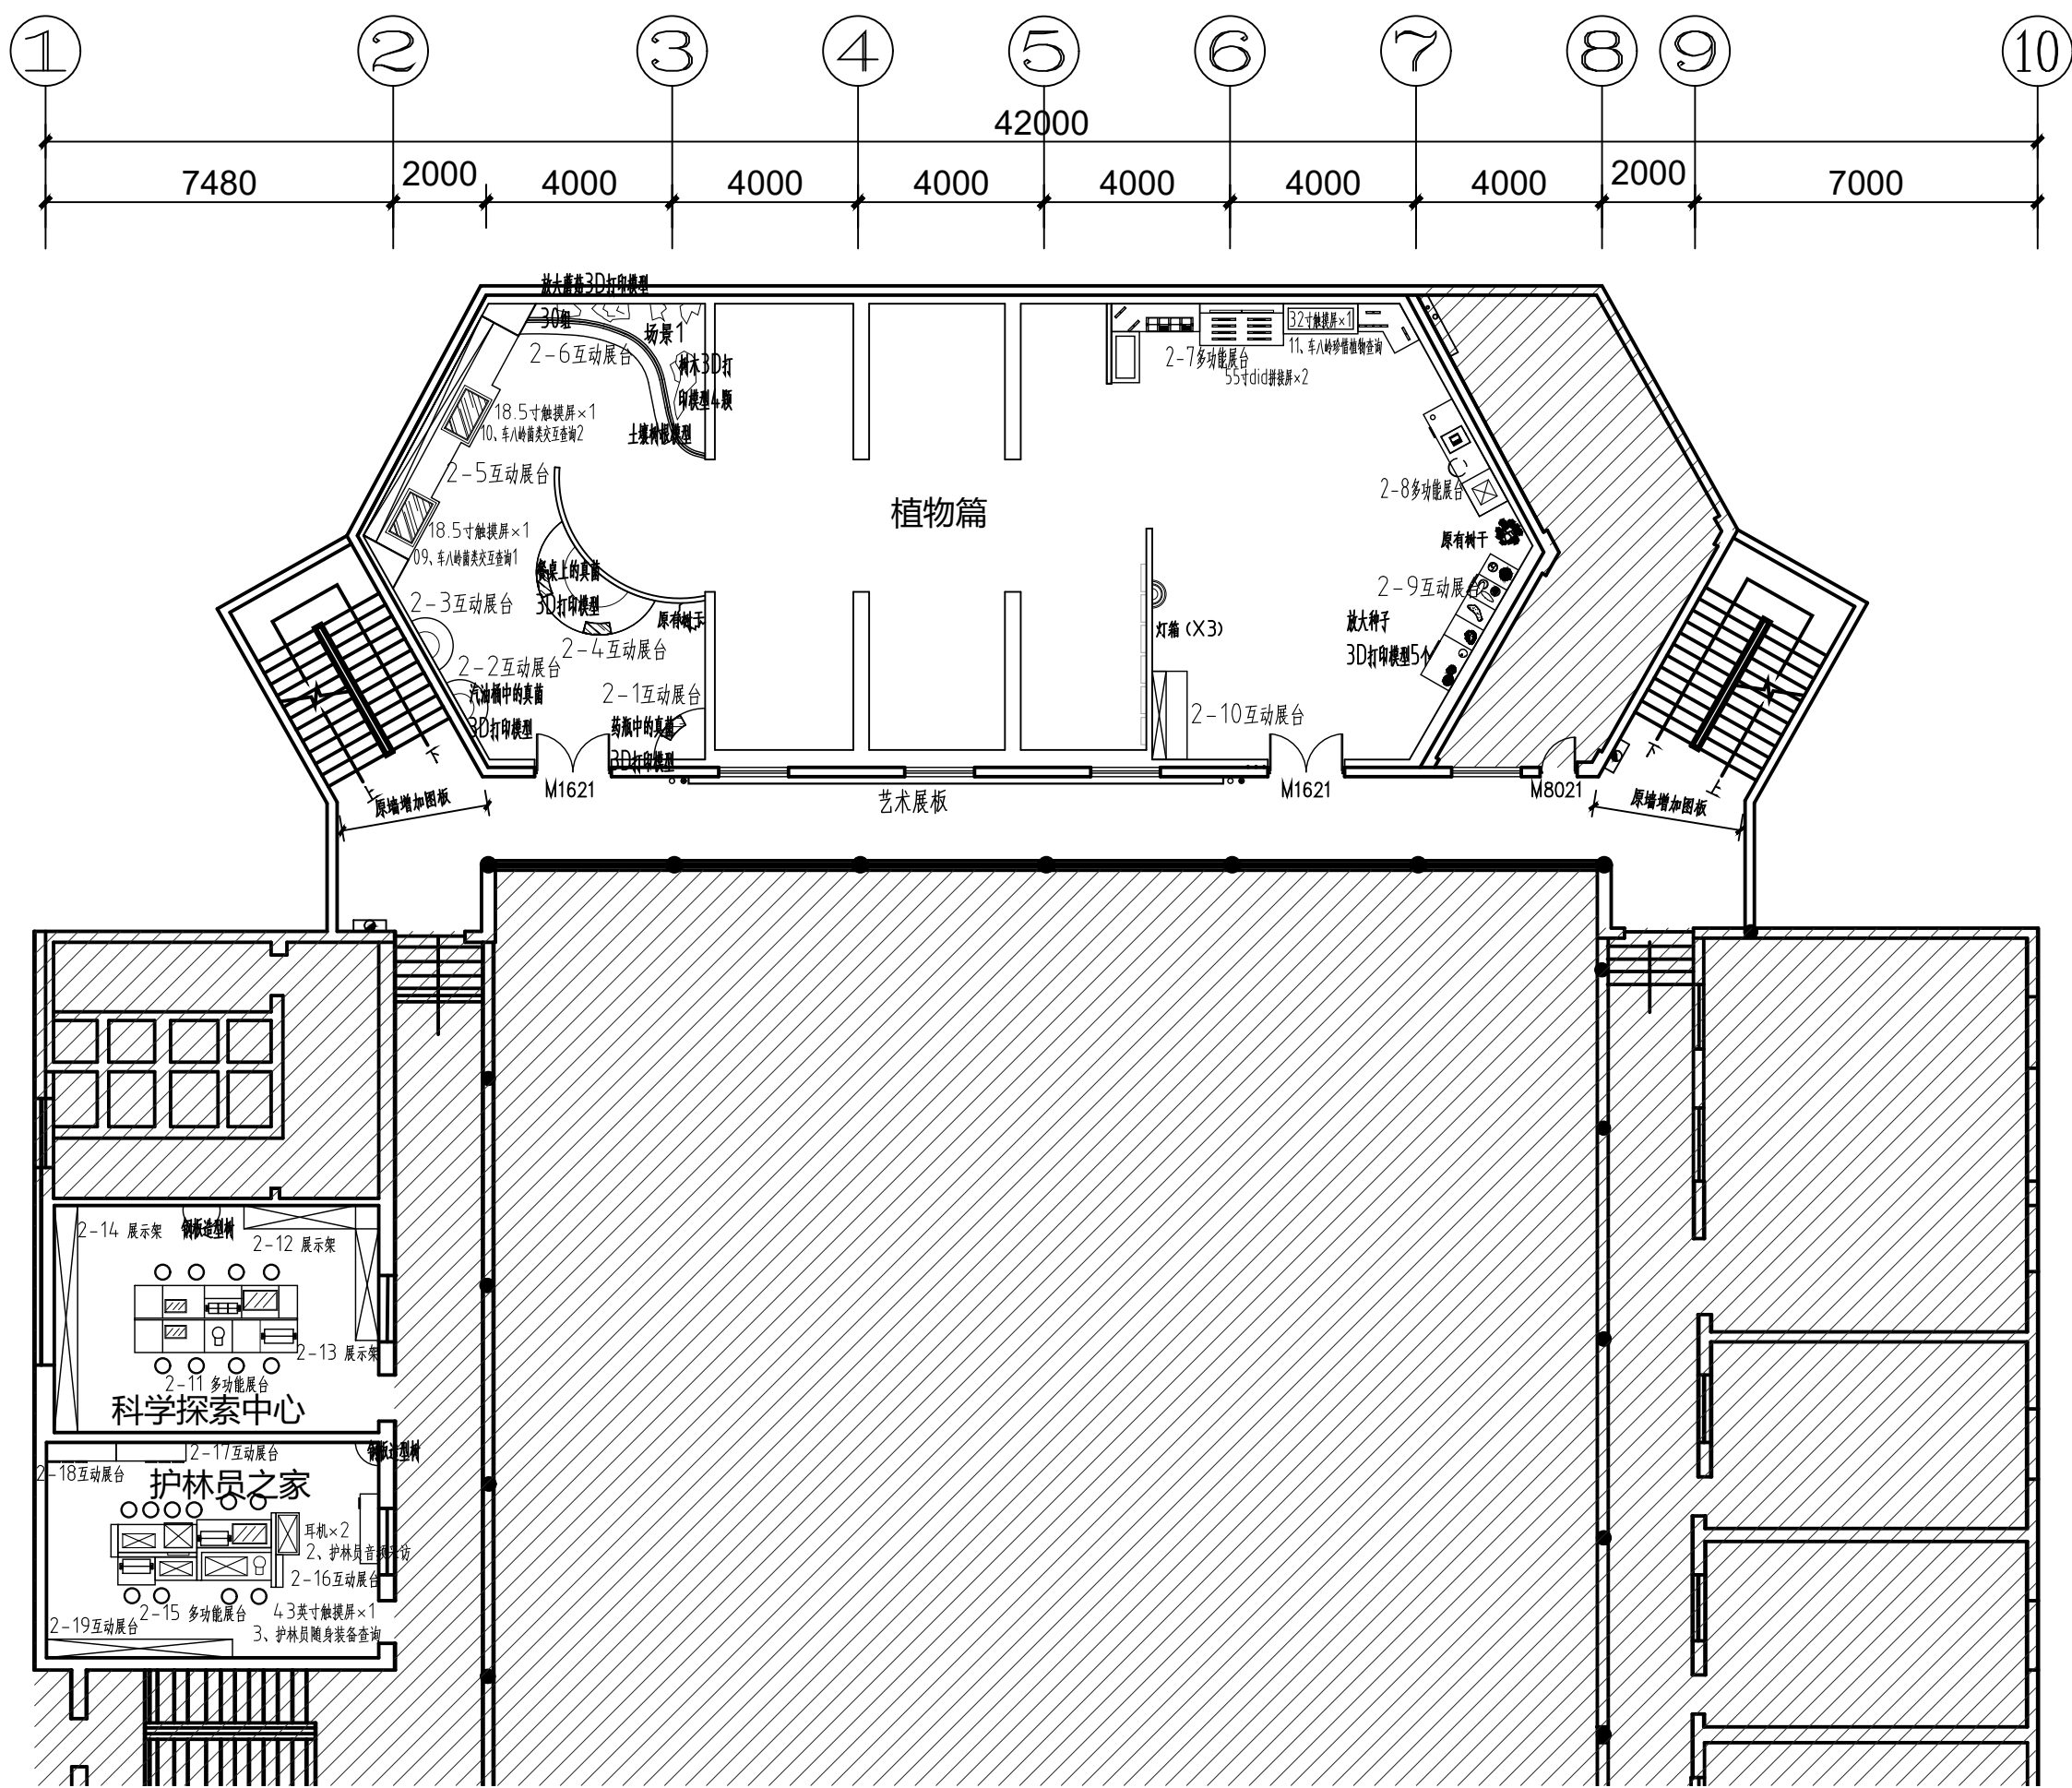 1 2 3 4 5 6 7 8 9 10
42000
7480 2000 4000 4000 4000 4000 4000 4000 2000 7000
放大蘑菇3D打印模型
30组
场景1
2-6互动展台
树木3D打
印模型4颗
土壤树根模型
18.5寸触摸屏×1
10、车八岭菌类交互查询2
2-5互动展台
18.5寸触摸屏×1
09、车八岭菌类交互查询1
2-3互动展台
餐桌上的真菌
3D打印模型
原有树干
2-4互动展台
2-2互动展台
汽油桶中的真菌
3D打印模型
2-1互动展台
药瓶中的真菌
3D打印模型
植物篇
32寸触摸屏×1
11、车八岭珍惜植物查询
2-7多功能展台
55寸did拼接屏×2
2-8多功能展台
原有树干
2-9互动展台
放大种子
3D打印模型5个
灯箱（X3）
2-10互动展台
下
上
原墙增加图板
M1621
艺术展板
M1621
M8021
下
上
原墙增加图板
2-14 展示架
钢板造型树
2-12 展示架
2-13 展示架
2-11 多功能展台
科学探索中心
2-17互动展台
钢板造型树
2-18互动展台
护林员之家
耳机×2
2、护林员音频采访
2-16互动展台
2-15 多功能展台
43英寸触摸屏×1
3、护林员随身装备查询
2-19互动展台